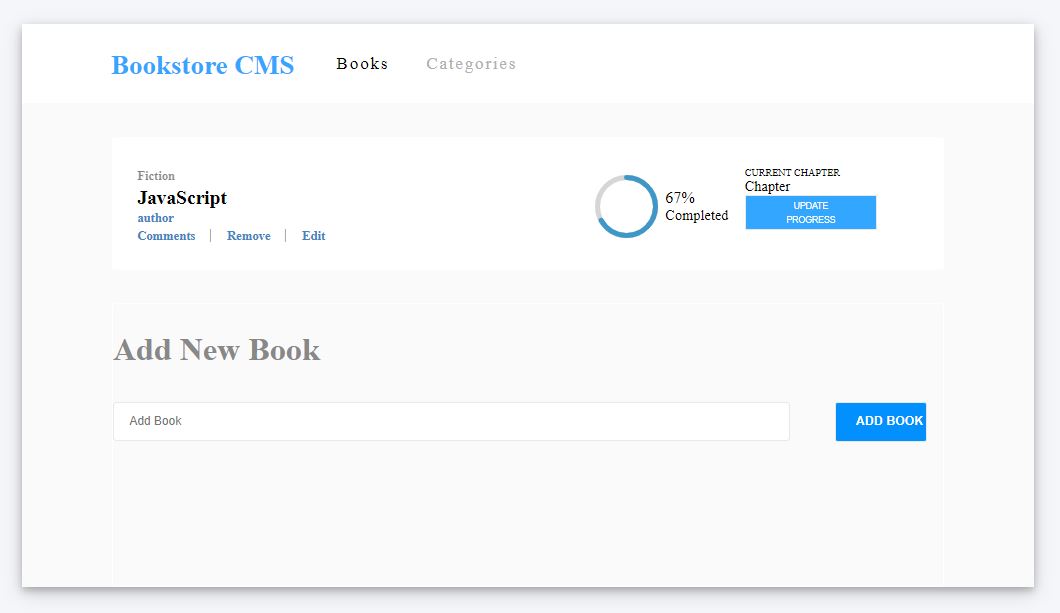 Bookstore CMS Books Categories
Fiction
JavaScript
author
Comments Remove Edit
67%
Completed
CURRENT CHAPTER
Chapter
UPDATE
PROGRESS
Add New Book
Add Book
ADD BOOK